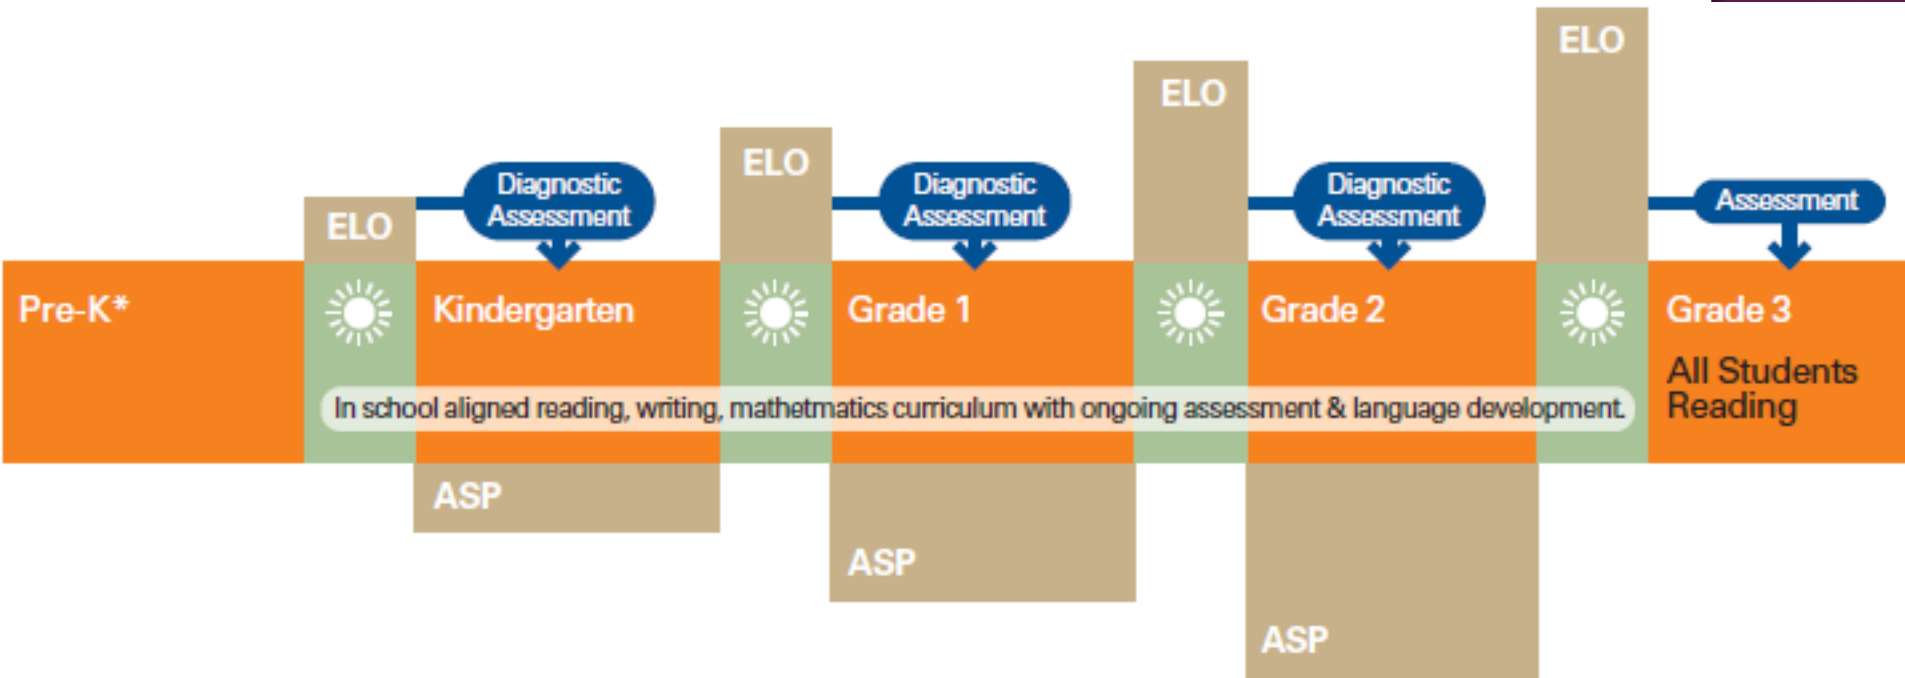 ELO
ELO
ELO
ELO
Diagnostic
Assessment
Diagnostic
Assessment
Diagnostic
Assessment
Assessment
Pre-K*
Kindergarten
Grade 1
Grade 2
Grade 3
All Students
Reading
In school aligned reading, writing, mathetmatics curriculum with ongoing assessment & language development.
ASP
ASP
ASP